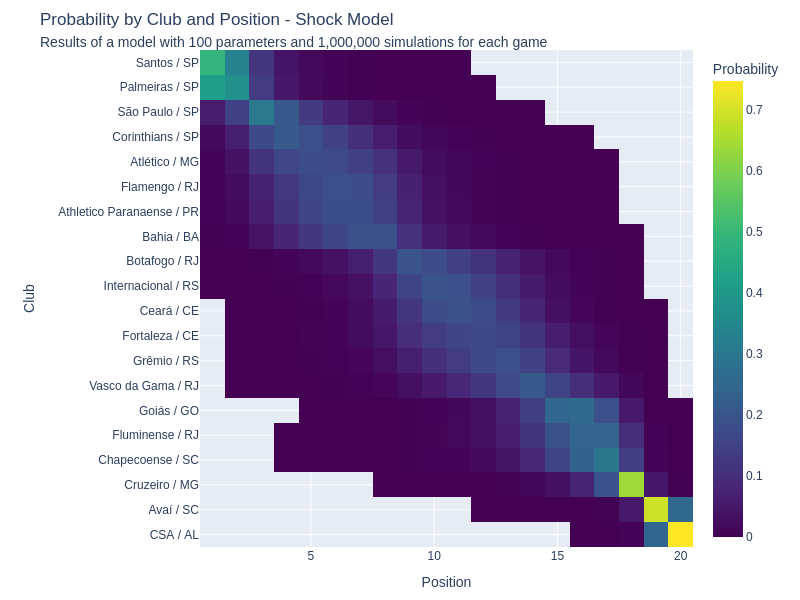 Probability by Club and Position - Shock Model
Results of a model with 100 parameters and 1,000,000 simulations for each game
Probability
Santos / SP
Palmeiras / SP
São Paulo / SP
Corinthians / SP
Atlético / MG
Flamengo / RJ
Athletico Paranaense / PR
Bahia / BA
Botafogo / RJ
Internacional / RS
Ceará / CE
Fortaleza / CE
Grêmio / RS
Vasco da Gama / RJ
Goiás / GO
Fluminense / RJ
Chapecoense / SC
Cruzeiro / MG
Avaí / SC
CSA / AL
Club
5
10
15
20
Position
0.7
0.6
0.5
0.4
0.3
0.2
0.1
0